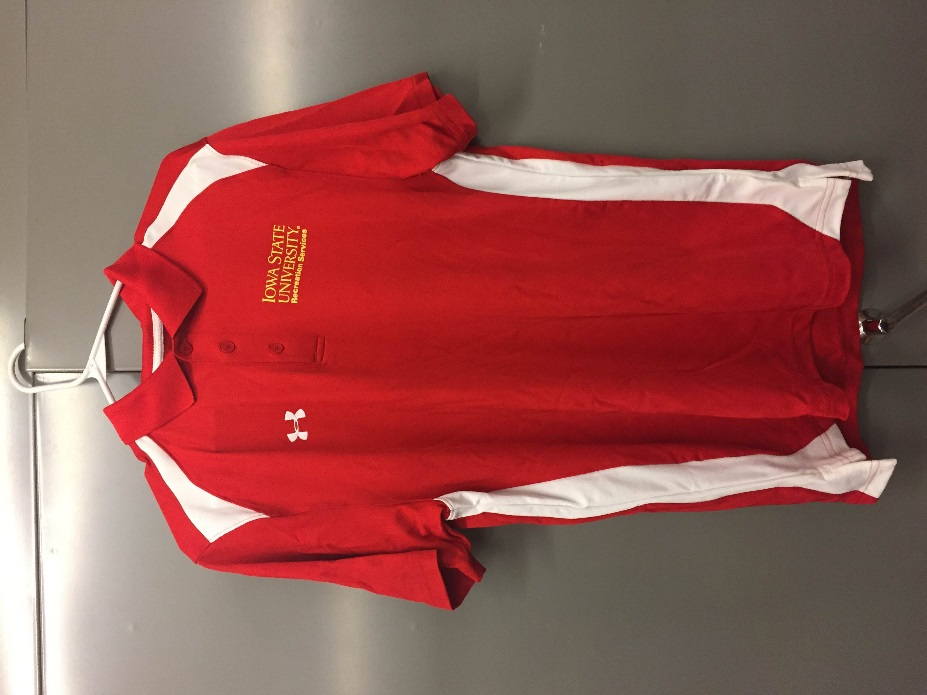 IOWA STATE
UNIVERSITY®
Recreation Services